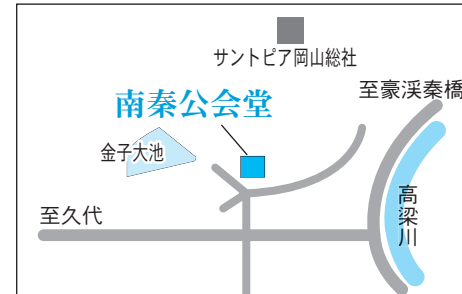 サントピア岡山総社
至豪渓秦橋
南秦公会堂
金子大池
至久代
高梁川